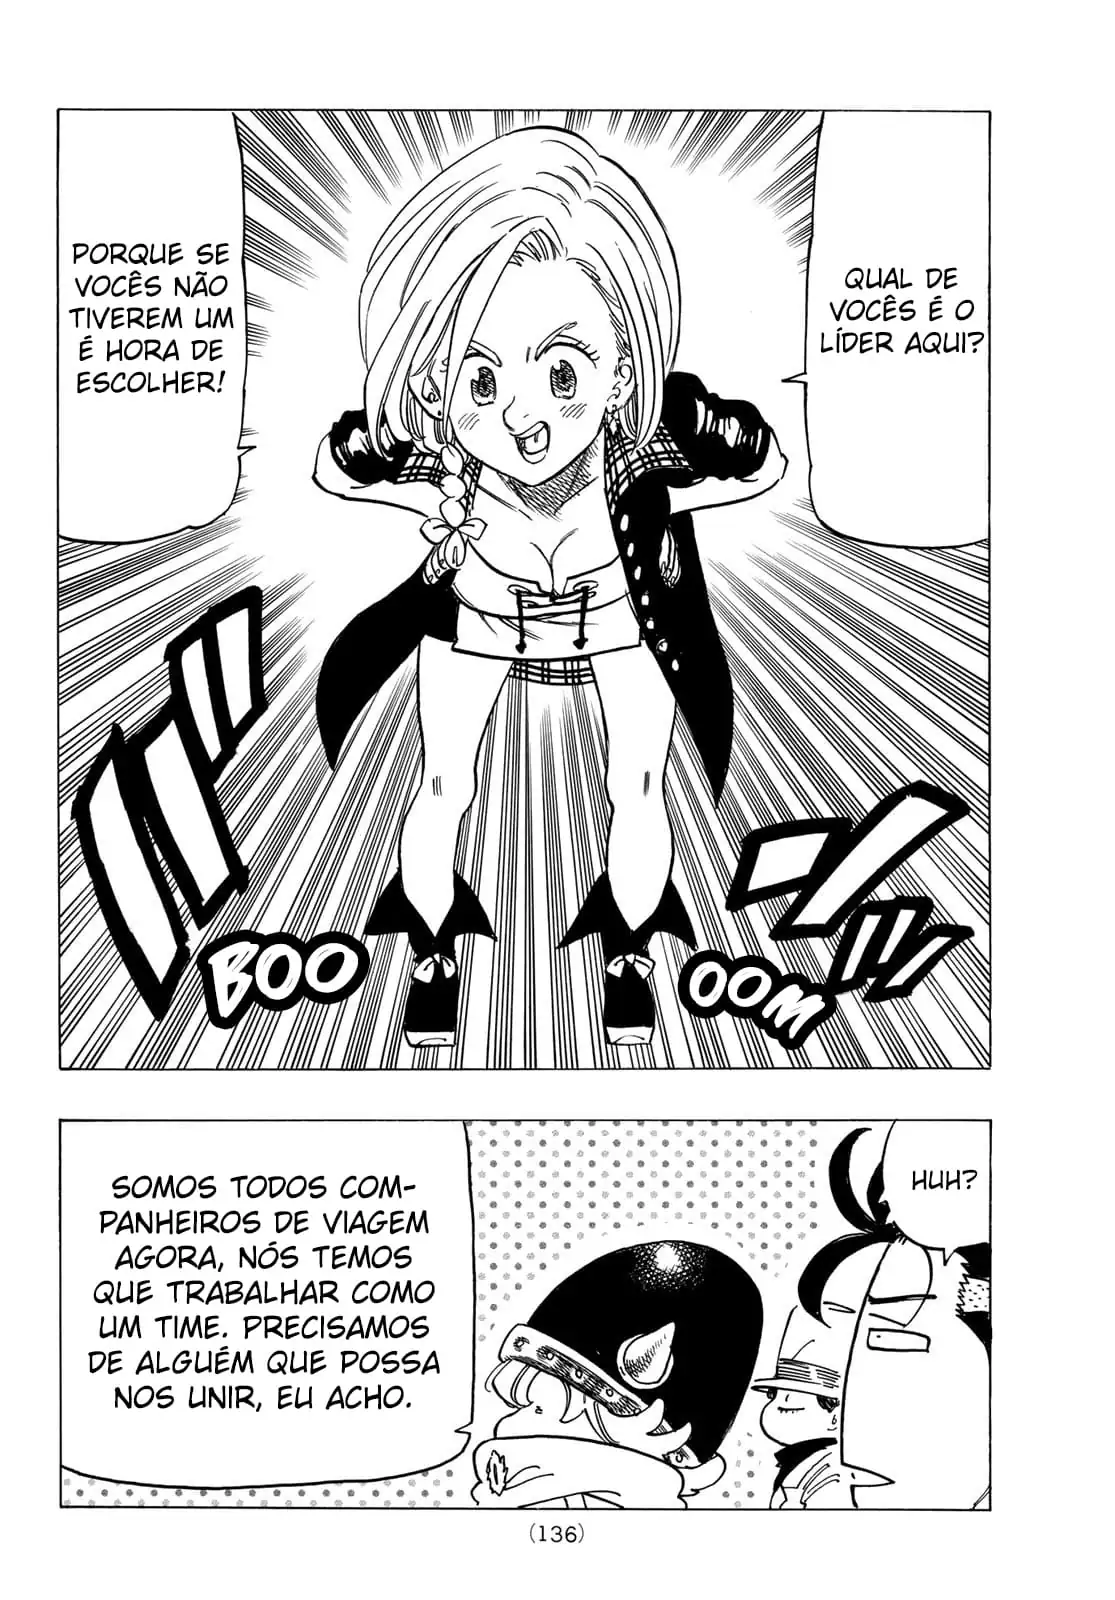 QUAL DE
VOCÊS É O
LÍDER AQUI?
PORQUE SE
VOCÊS NÃO
TIVEREM UM
É HORA DE
ESCOLHER!
BOO
OOM
HUH?
SOMOS TODOS COM-
PANHEIROS DE VIAGEM
AGORA, NÓS TEMOS
QUE TRABALHAR COMO
UM TIME. PRECISAMOS
DE ALGUÉM QUE POSSA
NOS UNIR, EU ACHO.
(136)